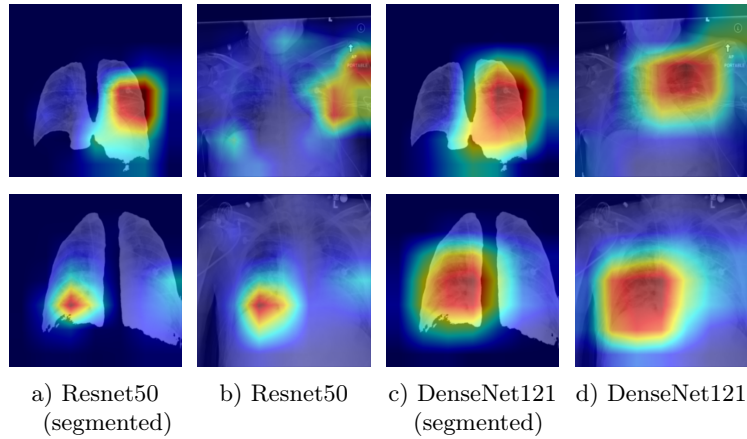 a) Resnet50
(segmented)
b) Resnet50
c) DenseNet121
(segmented)
d) DenseNet121